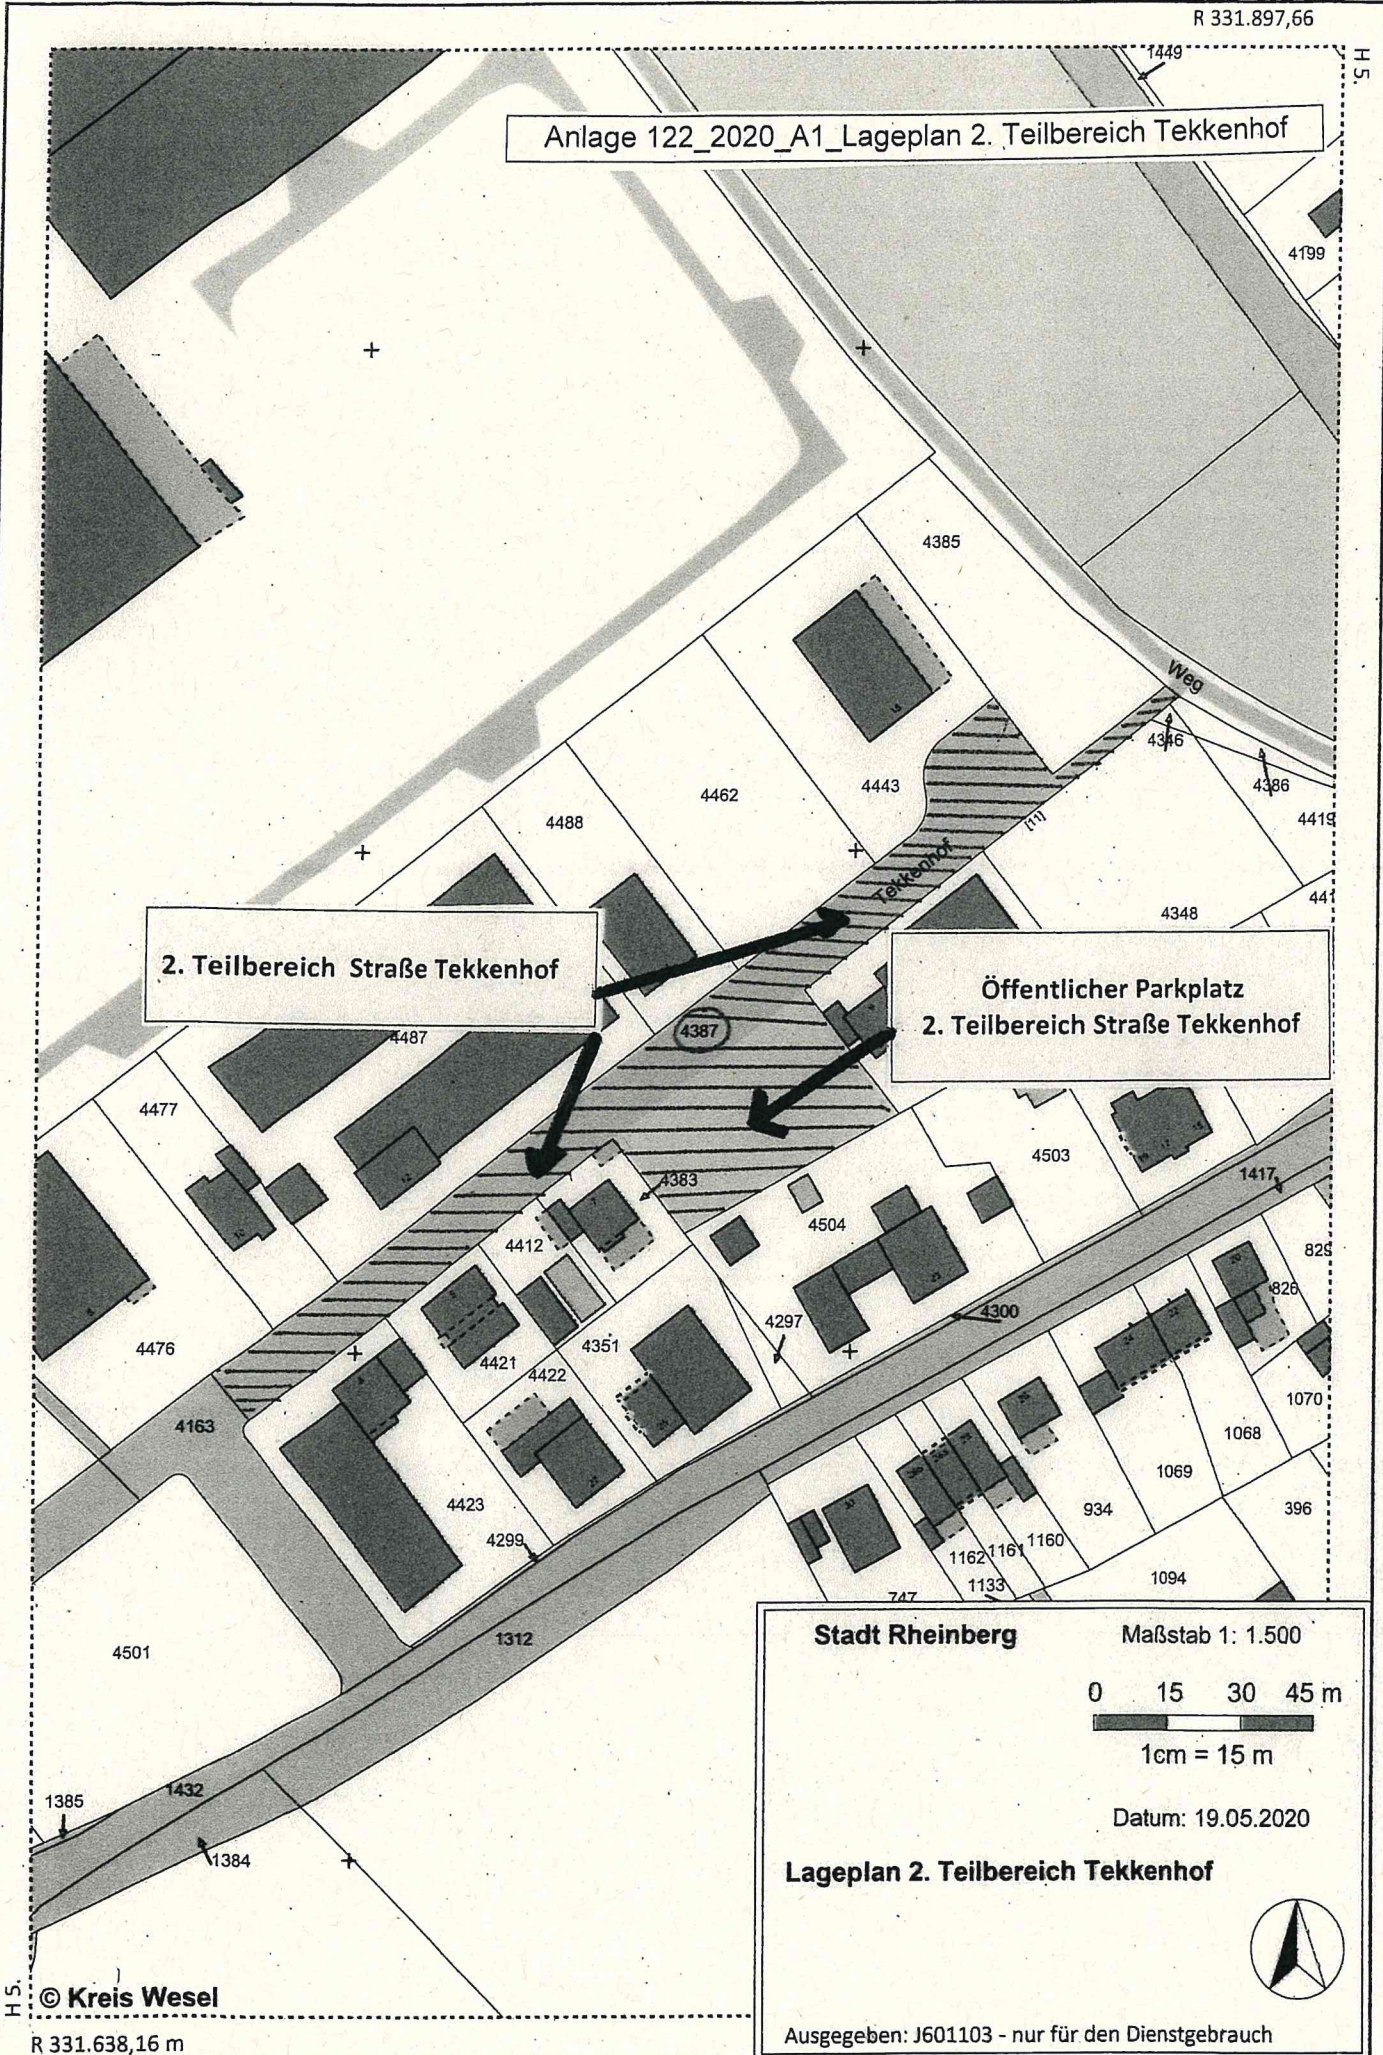 R 331.897,66
H 5.
1449
Anlage 122_2020_A1_Lageplan 2. Teilbereich Tekkenhof
4199
4385
Weg
4346
4386
4443
4462
4488
4419
[11]
Tekkenhof
441
4348
2. Teilbereich Straße Tekkenhof
Öffentlicher Parkplatz
2. Teilbereich Straße Tekkenhof
4387
4487
4477
4503
4383
1417
4504
4412
829
826
4297
4300
4476
4351
4421
4422
1070
4163
1068
1069
4423
934
396
4299
1162
1161
1160
1133
1094
747
4501
1312
1432
1385
1384
Stadt Rheinberg
Maßstab 1: 1.500
0 15 30 45 m
1cm = 15 m
Datum: 19.05.2020
Lageplan 2. Teilbereich Tekkenhof
Ausgegeben: J601103 - nur für den Dienstgebrauch
© Kreis Wesel
H 5.
R 331.638,16 m